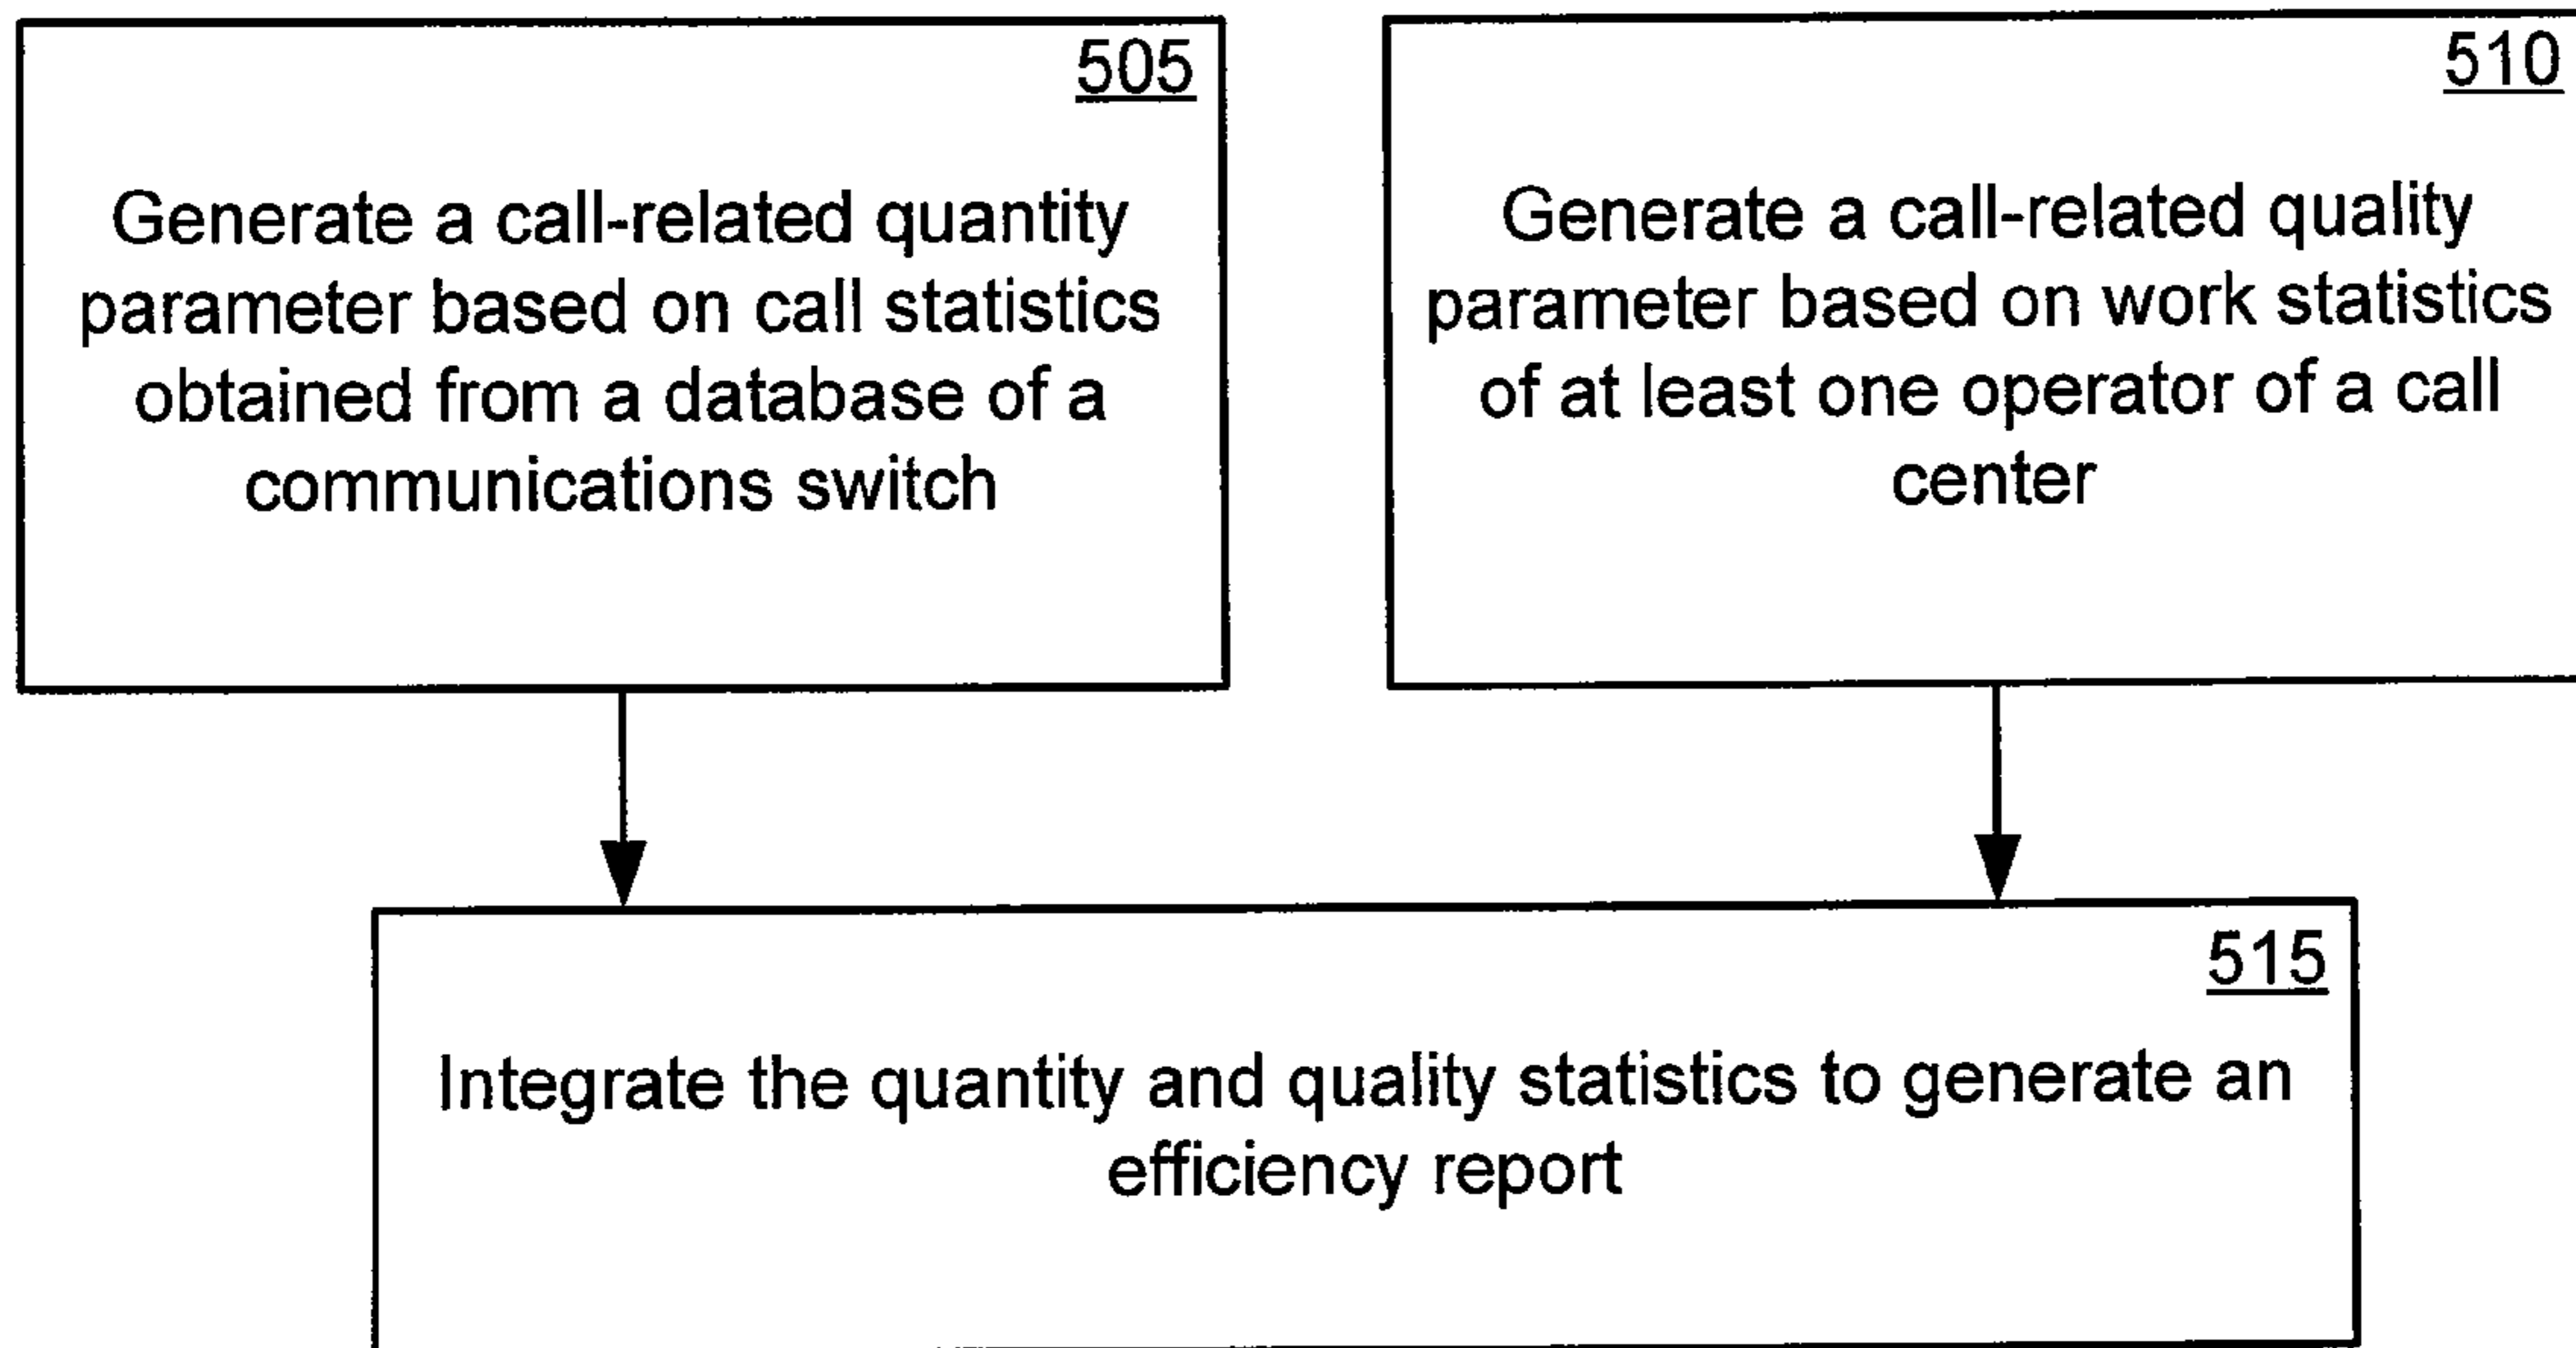 505
Generate a call-related quantity
parameter based on call statistics
obtained from a database of a
communications switch
510
Generate a call-related quality
parameter based on work statistics
of at least one operator of a call
center
515
Integrate the quantity and quality statistics to generate an
efficiency report